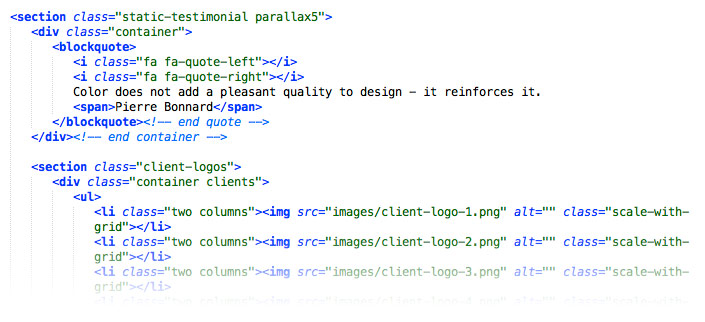 <section class="static-testimonial parallax5">
<div class="container">
<blockquote>
<i class="fa fa-quote-left"></i>
<i class="fa fa-quote-right"></i>
Color does not add a pleasant quality to design - it reinforces it.
<span>Pierre Bonnard</span>
</blockquote><!-- end quote -->
</div><!-- end container -->
<section class="client-logos">
<div class="container clients">
<ul>
<li class="two columns"><img src="images/client-logo-1.png" alt="" class="scale-with-
grid"></li>
<li class="two columns"><img src="images/client-logo-2.png" alt="" class="scale-with-
grid"></li>
<li class="two columns"><img src="images/client-logo-3.png" alt="" class="scale-with-
grid"></li>